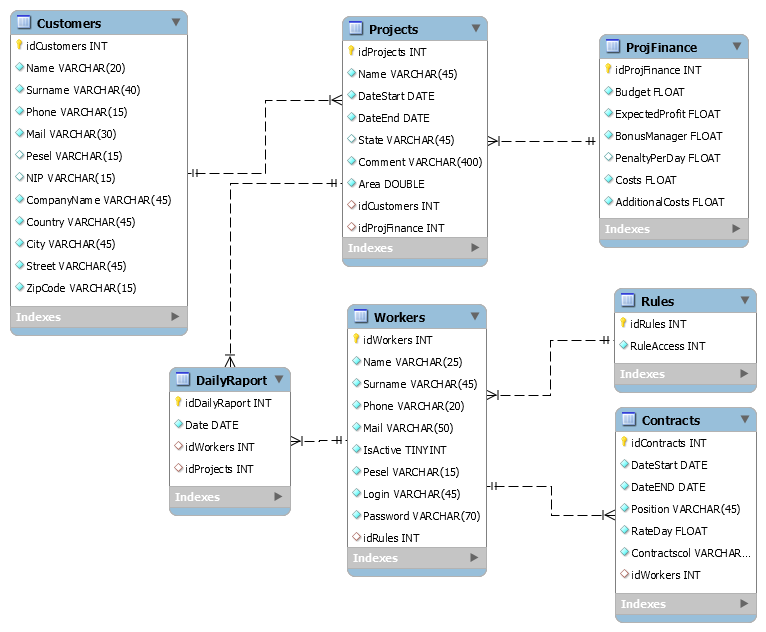 Customers
idCustomers INT
Name VARCHAR(20)
Surname VARCHAR(40)
Phone VARCHAR(15)
Mail VARCHAR(30)
Pesel VARCHAR(15)
NIP VARCHAR(15)
CompanyName VARCHAR(45)
Country VARCHAR(45)
City VARCHAR(45)
Street VARCHAR(45)
ZipCode VARCHAR(15)
Indexes
Projects
idProjects INT
Name VARCHAR(45)
DateStart DATE
DateEnd DATE
State VARCHAR(45)
Comment VARCHAR(400)
Area DOUBLE
idCustomers INT
idProjFinance INT
Indexes
ProjFinance
idProjFinance INT
Budget FLOAT
ExpectedProfit FLOAT
BonusManager FLOAT
PenaltyPerDay FLOAT
Costs FLOAT
AdditionalCosts FLOAT
Indexes
DailyRaport
idDailyRaport INT
Date DATE
idWorkers INT
idProjects INT
Indexes
Workers
idWorkers INT
Name VARCHAR(25)
Surname VARCHAR(45)
Phone VARCHAR(20)
Mail VARCHAR(50)
IsActive TINYINT
Pesel VARCHAR(15)
Login VARCHAR(45)
Password VARCHAR(70)
idRules INT
Indexes
Rules
idRules INT
RuleAccess INT
Indexes
Contracts
idContracts INT
DateStart DATE
DateEND DATE
Position VARCHAR(45)
RateDay FLOAT
Contractscol VARCHAR...
idWorkers INT
Indexes